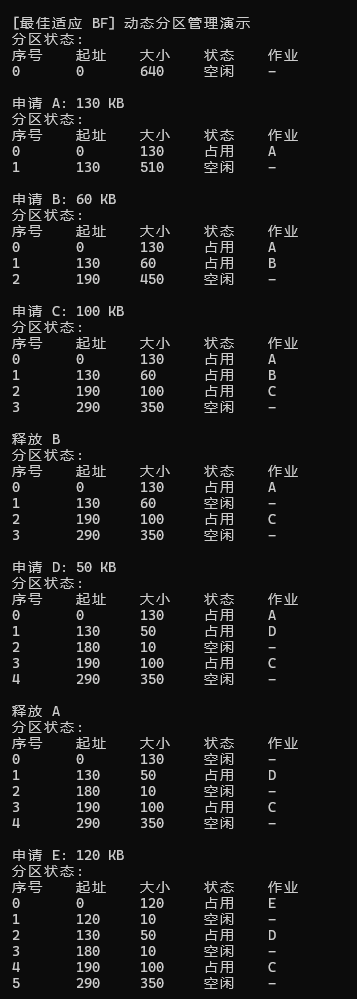 [最佳适应 BF] 动态分区管理演示
分区状态:
序号 起址 大小 状态 作业
0 0 640 空闲 -
申请 A: 130 KB
分区状态:
序号 起址 大小 状态 作业
0 0 130 占用 A
1 130 510 空闲 -
申请 B: 60 KB
分区状态:
序号 起址 大小 状态 作业
0 0 130 占用 A
1 130 60 占用 B
2 190 450 空闲 -
申请 C: 100 KB
分区状态:
序号 起址 大小 状态 作业
0 0 130 占用 A
1 130 60 占用 B
2 190 100 占用 C
3 290 350 空闲 -
释放 B
分区状态:
序号 起址 大小 状态 作业
0 0 130 占用 A
1 130 60 空闲 -
2 190 100 占用 C
3 290 350 空闲 -
申请 D: 50 KB
分区状态:
序号 起址 大小 状态 作业
0 0 130 占用 A
1 130 50 占用 D
2 180 10 空闲 -
3 190 100 占用 C
4 290 350 空闲 -
释放 A
分区状态:
序号 起址 大小 状态 作业
0 0 130 空闲 -
1 130 50 占用 D
2 180 10 空闲 -
3 190 100 占用 C
4 290 350 空闲 -
申请 E: 120 KB
分区状态:
序号 起址 大小 状态 作业
0 0 120 占用 E
1 120 10 空闲 -
2 130 50 占用 D
3 180 10 空闲 -
4 190 100 占用 C
5 290 350 空闲 -